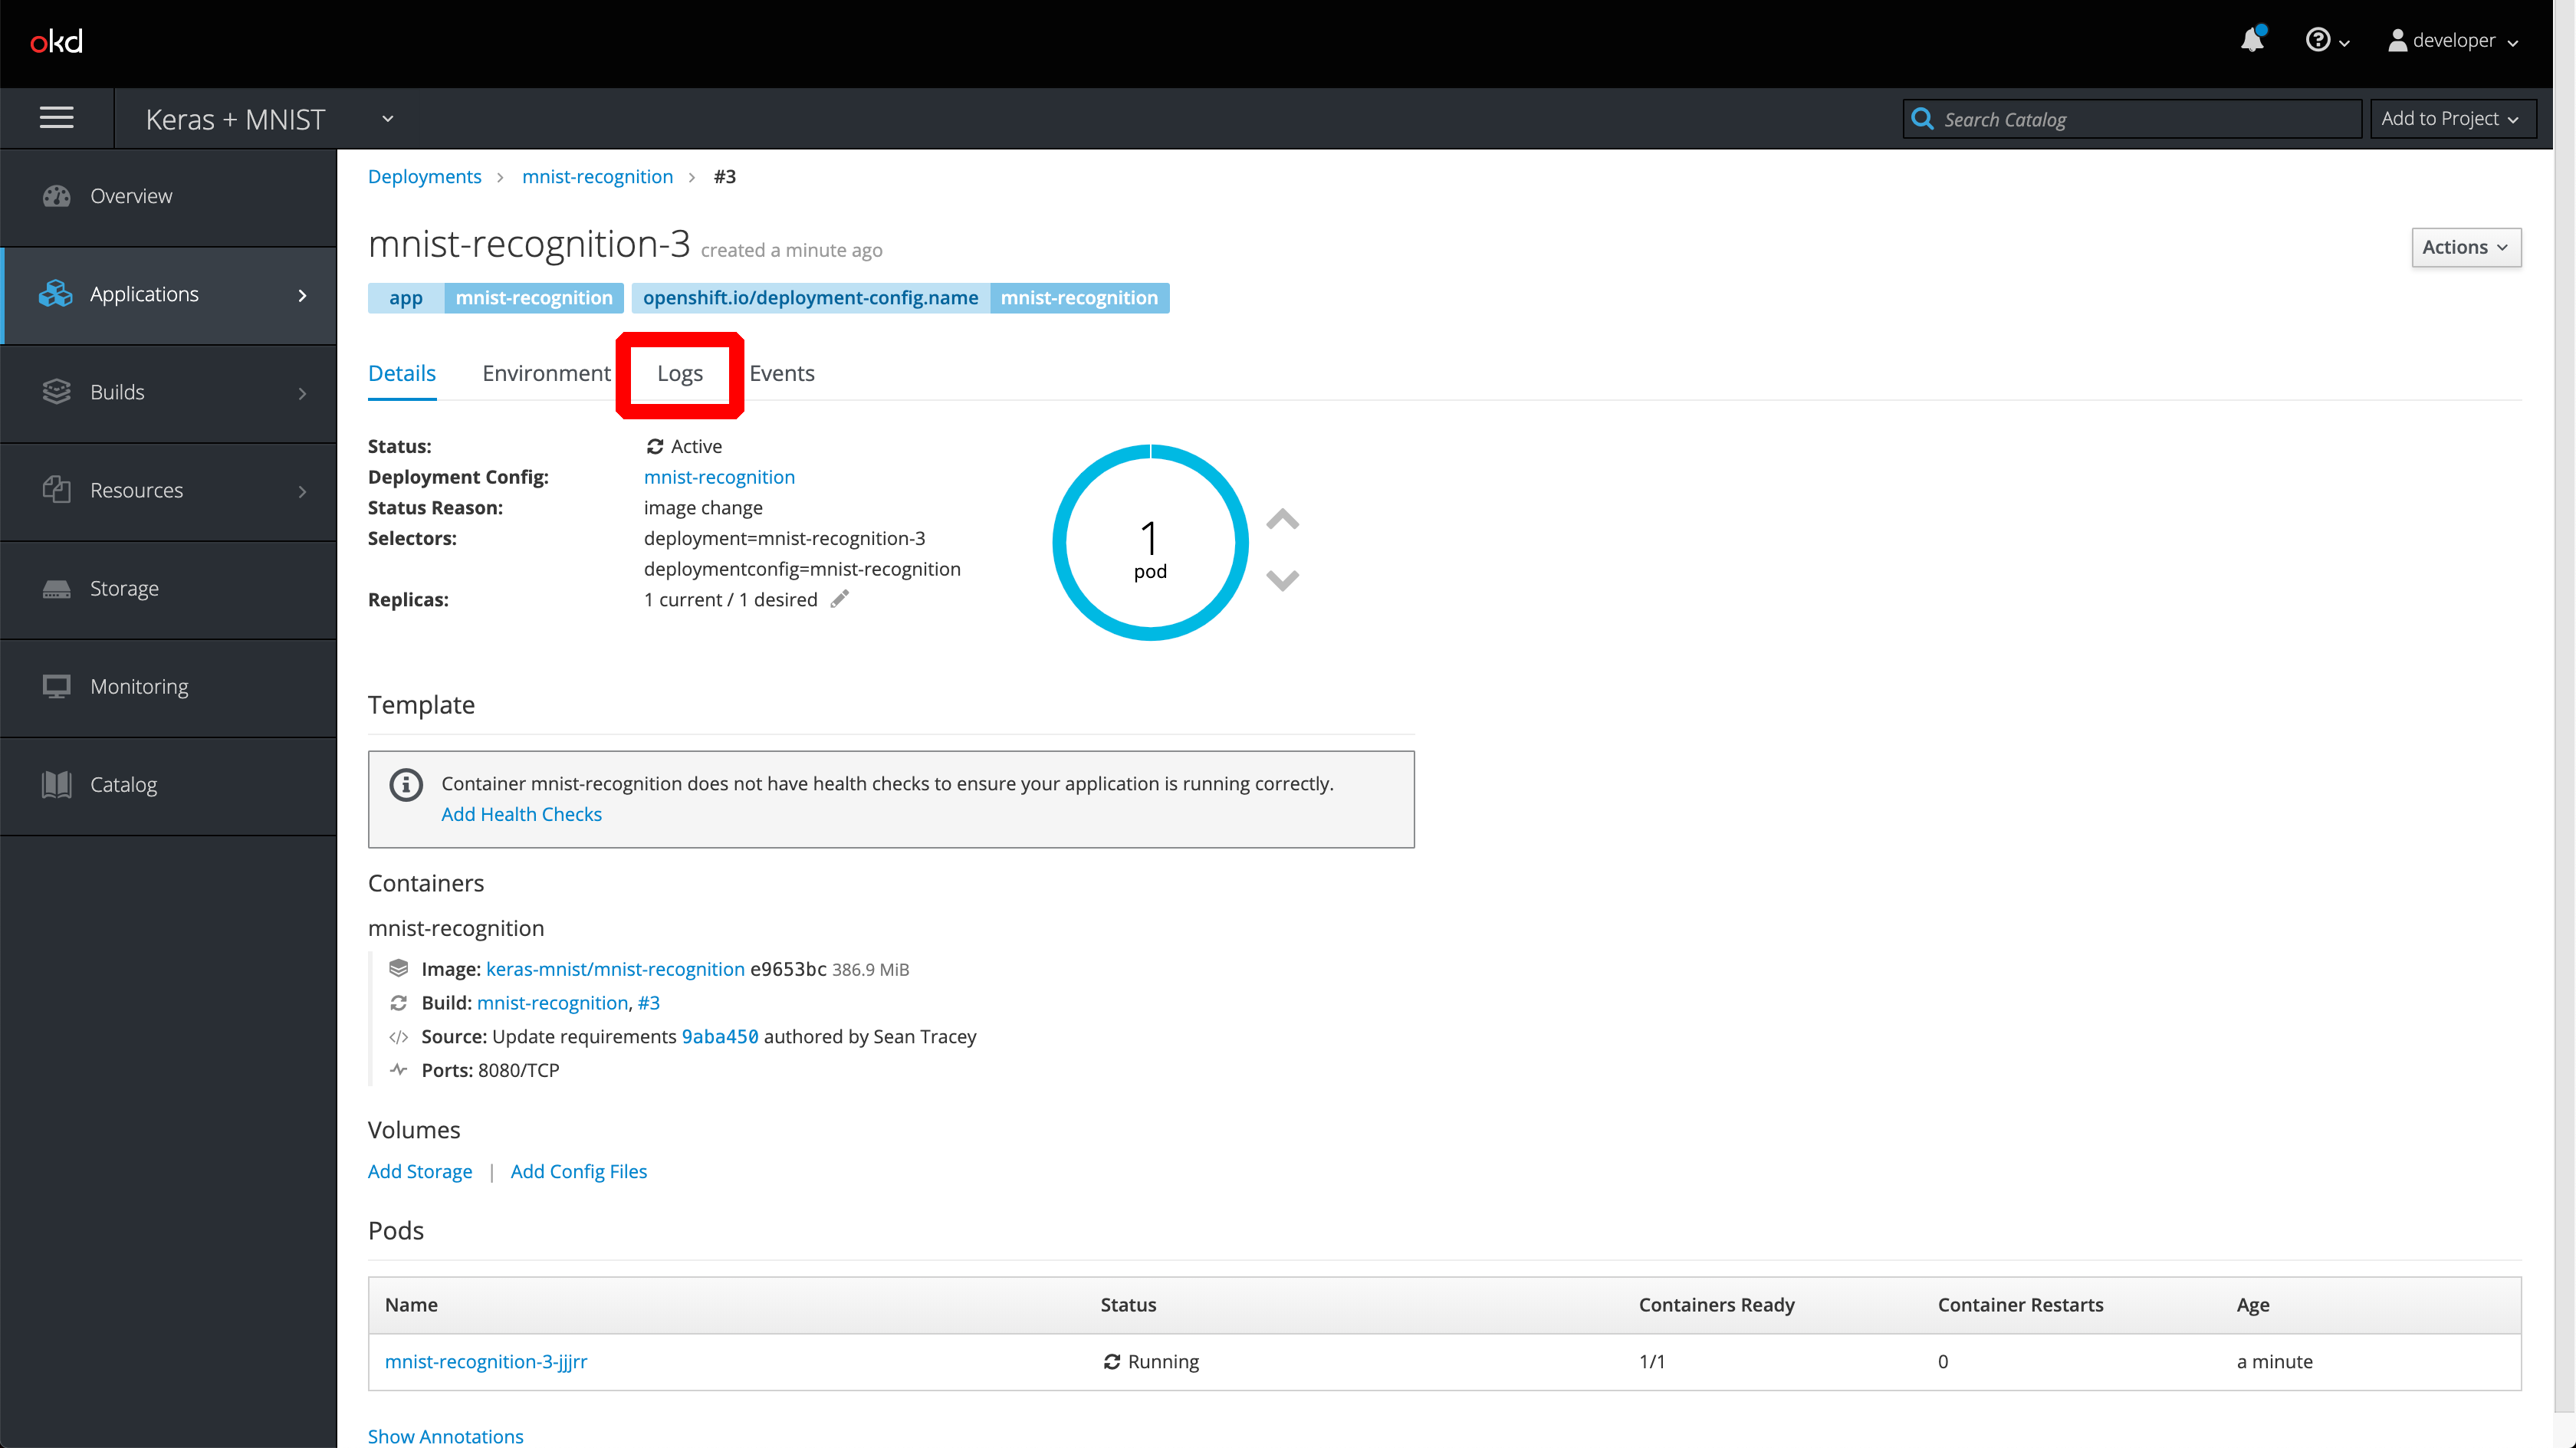 okd
developer
Keras + MNIST
Search Catalog
Add to Project
Overview
Applications
Builds
Resources
Storage
Monitoring
Catalog
Deployments > mnist-recognition > #3
mnist-recognition-3 created a minute ago
Actions
app mnist-recognition openshift.io/deployment-config.name mnist-recognition
Details Environment Logs Events
Status: Active
Deployment Config: mnist-recognition
Status Reason: image change
Selectors: deployment=mnist-recognition-3
deploymentconfig=mnist-recognition
Replicas: 1 current / 1 desired
1
pod
Template
Container mnist-recognition does not have health checks to ensure your application is running correctly.
Add Health Checks
Containers
mnist-recognition
Image: keras-mnist/mnist-recognition e9653bc 386.9 MiB
Build: mnist-recognition, #3
</> Source: Update requirements 9aba450 authored by Sean Tracey
Ports: 8080/TCP
Volumes
Add Storage | Add Config Files
Pods
Name Status Containers Ready Container Restarts Age
mnist-recognition-3-jjjrr Running 1/1 0 a minute
Show Annotations